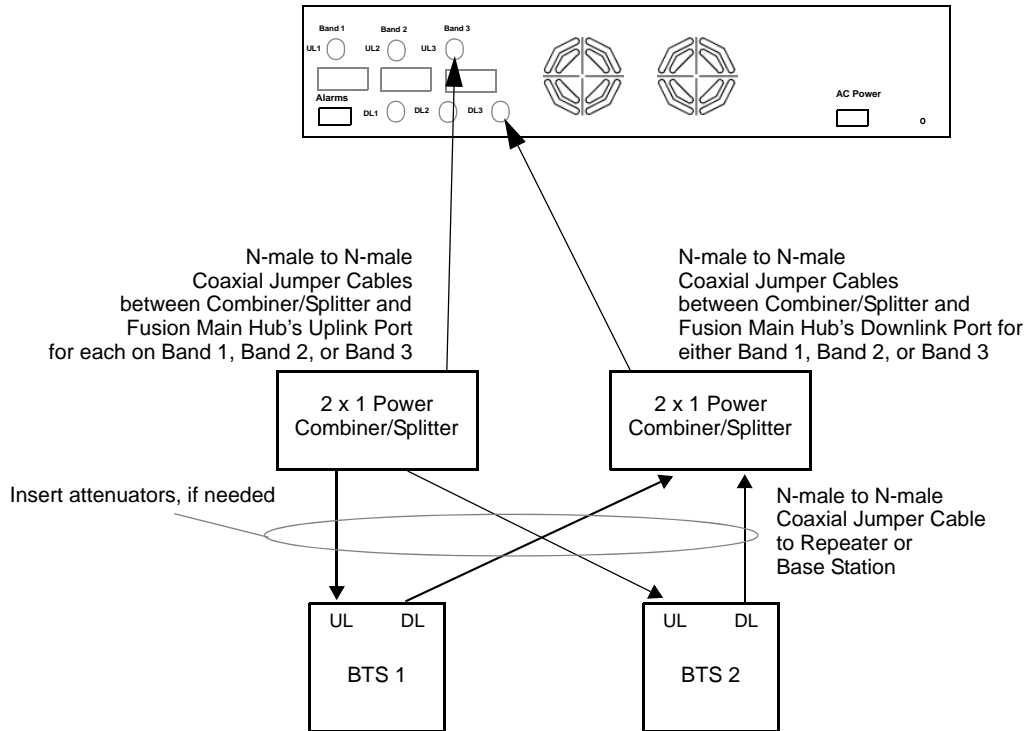 Band 1
Band 2
Band 3
UL1
UL2
UL3
Alarms
DL1
DL2
DL3
AC Power
o
N-male to N-male
Coaxial Jumper Cables
between Combiner/Splitter and
Fusion Main Hub's Uplink Port
for each on Band 1, Band 2, or Band 3
N-male to N-male
Coaxial Jumper Cables
between Combiner/Splitter and
Fusion Main Hub's Downlink Port for
either Band 1, Band 2, or Band 3
2 x 1 Power
Combiner/Splitter
2 x 1 Power
Combiner/Splitter
Insert attenuators, if needed
N-male to N-male
Coaxial Jumper Cable
to Repeater or
Base Station
UL DL
BTS 1
UL DL
BTS 2